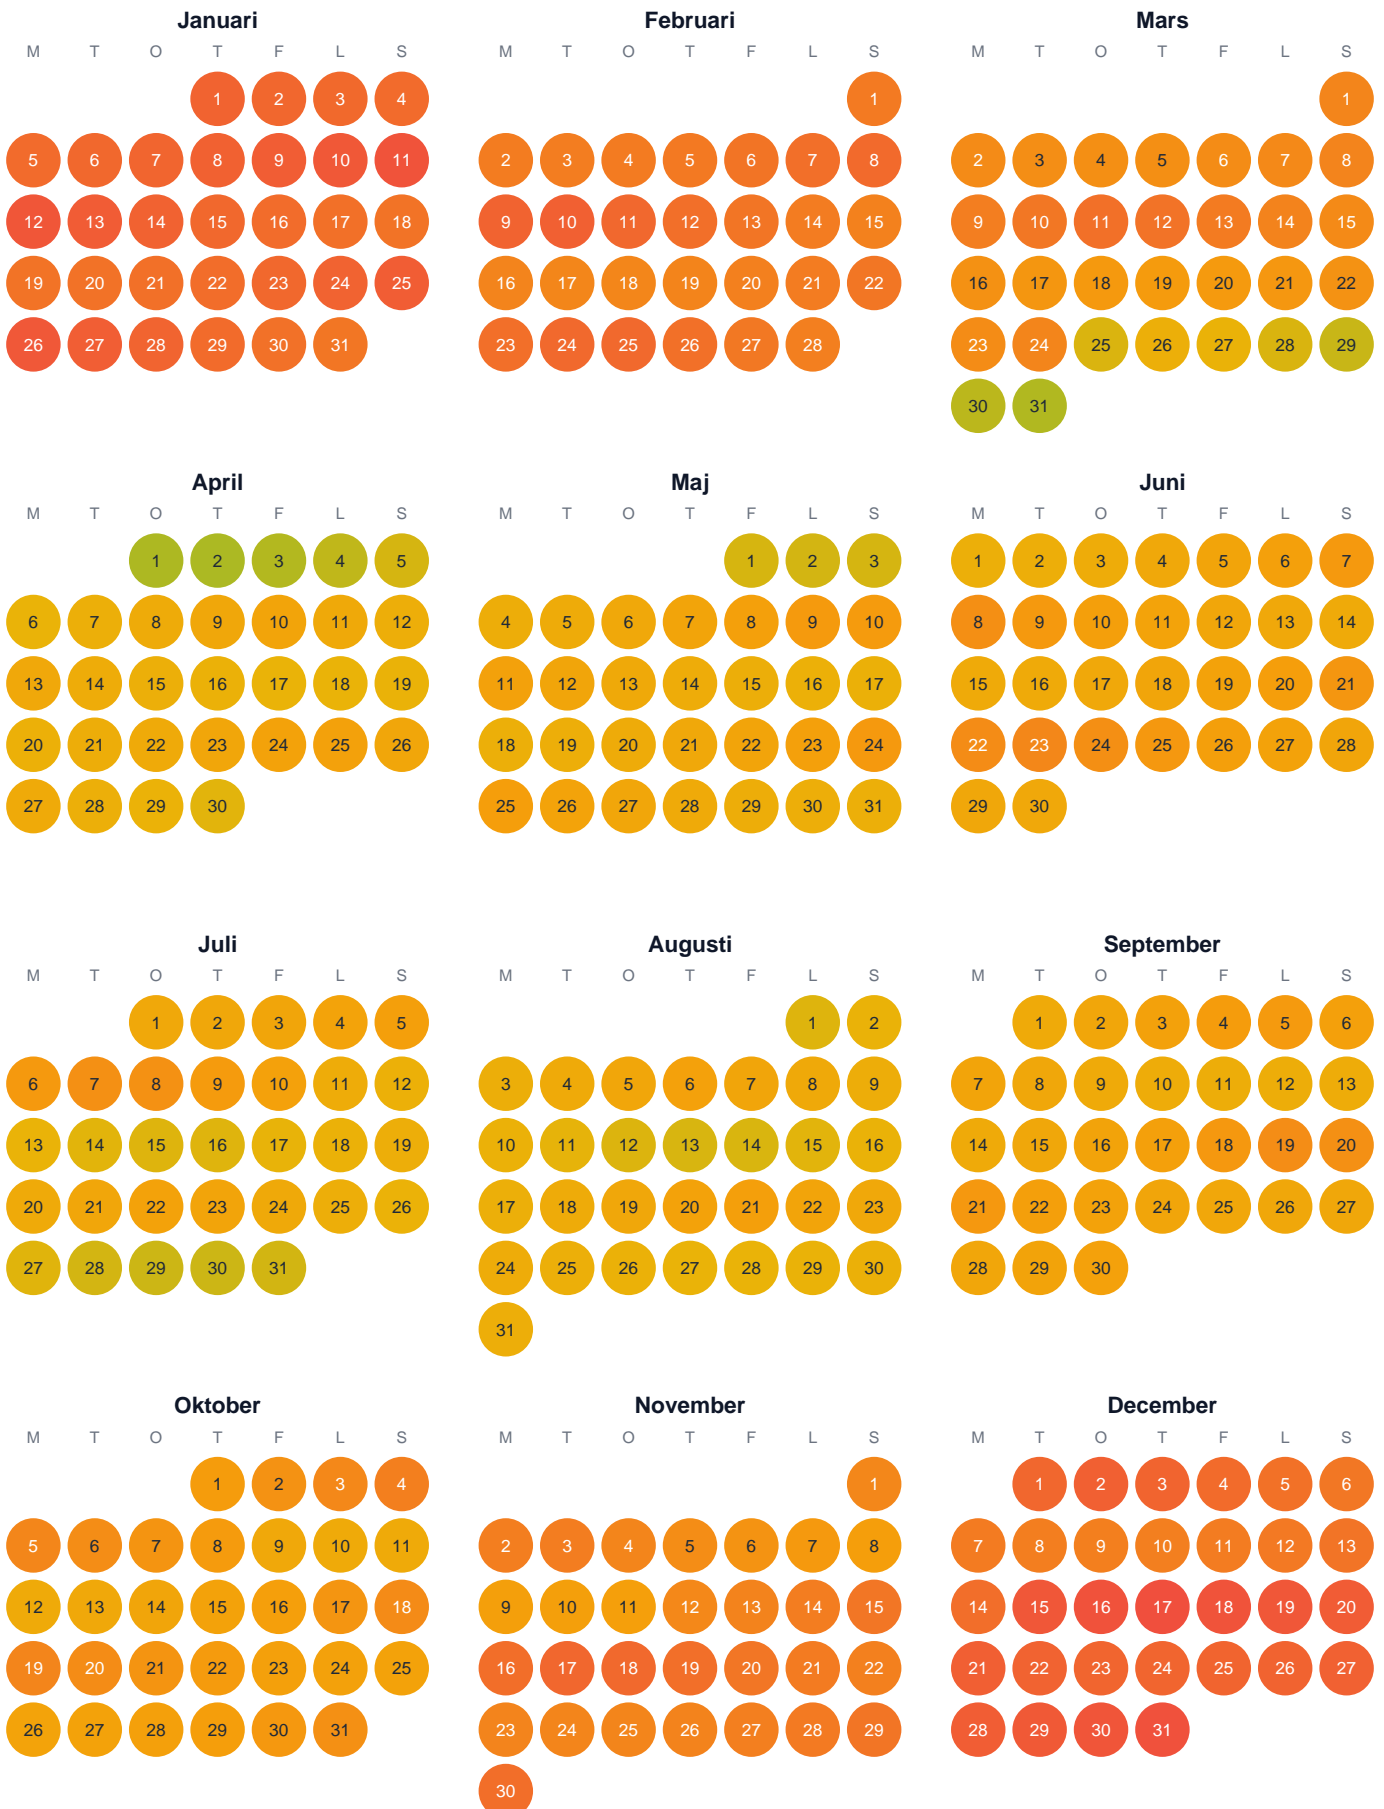 Januari Februari Mars
M T O T F L S M T O T F L S M T O T F L S
1 2 3 4 1 1
5 6 7 8 9 10 11 2 3 4 5 6 7 8 2 3 4 5 6 7 8
12 13 14 15 16 17 18 9 10 11 12 13 14 15 9 10 11 12 13 14 15
19 20 21 22 23 24 25 16 17 18 19 20 21 22 16 17 18 19 20 21 22
26 27 28 29 30 31 23 24 25 26 27 28 23 24 25 26 27 28 29
30 31
April Maj Juni
M T O T F L S M T O T F L S M T O T F L S
1 2 3 4 5 1 2 3 1 2 3 4 5 6 7
6 7 8 9 10 11 12 4 5 6 7 8 9 10 8 9 10 11 12 13 14
13 14 15 16 17 18 19 11 12 13 14 15 16 17 15 16 17 18 19 20 21
20 21 22 23 24 25 26 18 19 20 21 22 23 24 22 23 24 25 26 27 28
27 28 29 30 25 26 27 28 29 30 31 29 30
Juli Augusti September
M T O T F L S M T O T F L S M T O T F L S
1 2 3 4 5 1 2 1 2 3 4 5 6
6 7 8 9 10 11 12 3 4 5 6 7 8 9 7 8 9 10 11 12 13
13 14 15 16 17 18 19 10 11 12 13 14 15 16 14 15 16 17 18 19 20
20 21 22 23 24 25 26 17 18 19 20 21 22 23 21 22 23 24 25 26 27
27 28 29 30 31 24 25 26 27 28 29 30 28 29 30
31
Oktober November December
M T O T F L S M T O T F L S M T O T F L S
1 2 3 4 1 1 2 3 4 5 6
5 6 7 8 9 10 11 2 3 4 5 6 7 8 7 8 9 10 11 12 13
12 13 14 15 16 17 18 9 10 11 12 13 14 15 14 15 16 17 18 19 20
19 20 21 22 23 24 25 16 17 18 19 20 21 22 21 22 23 24 25 26 27
26 27 28 29 30 31 23 24 25 26 27 28 29 28 29 30 31
30